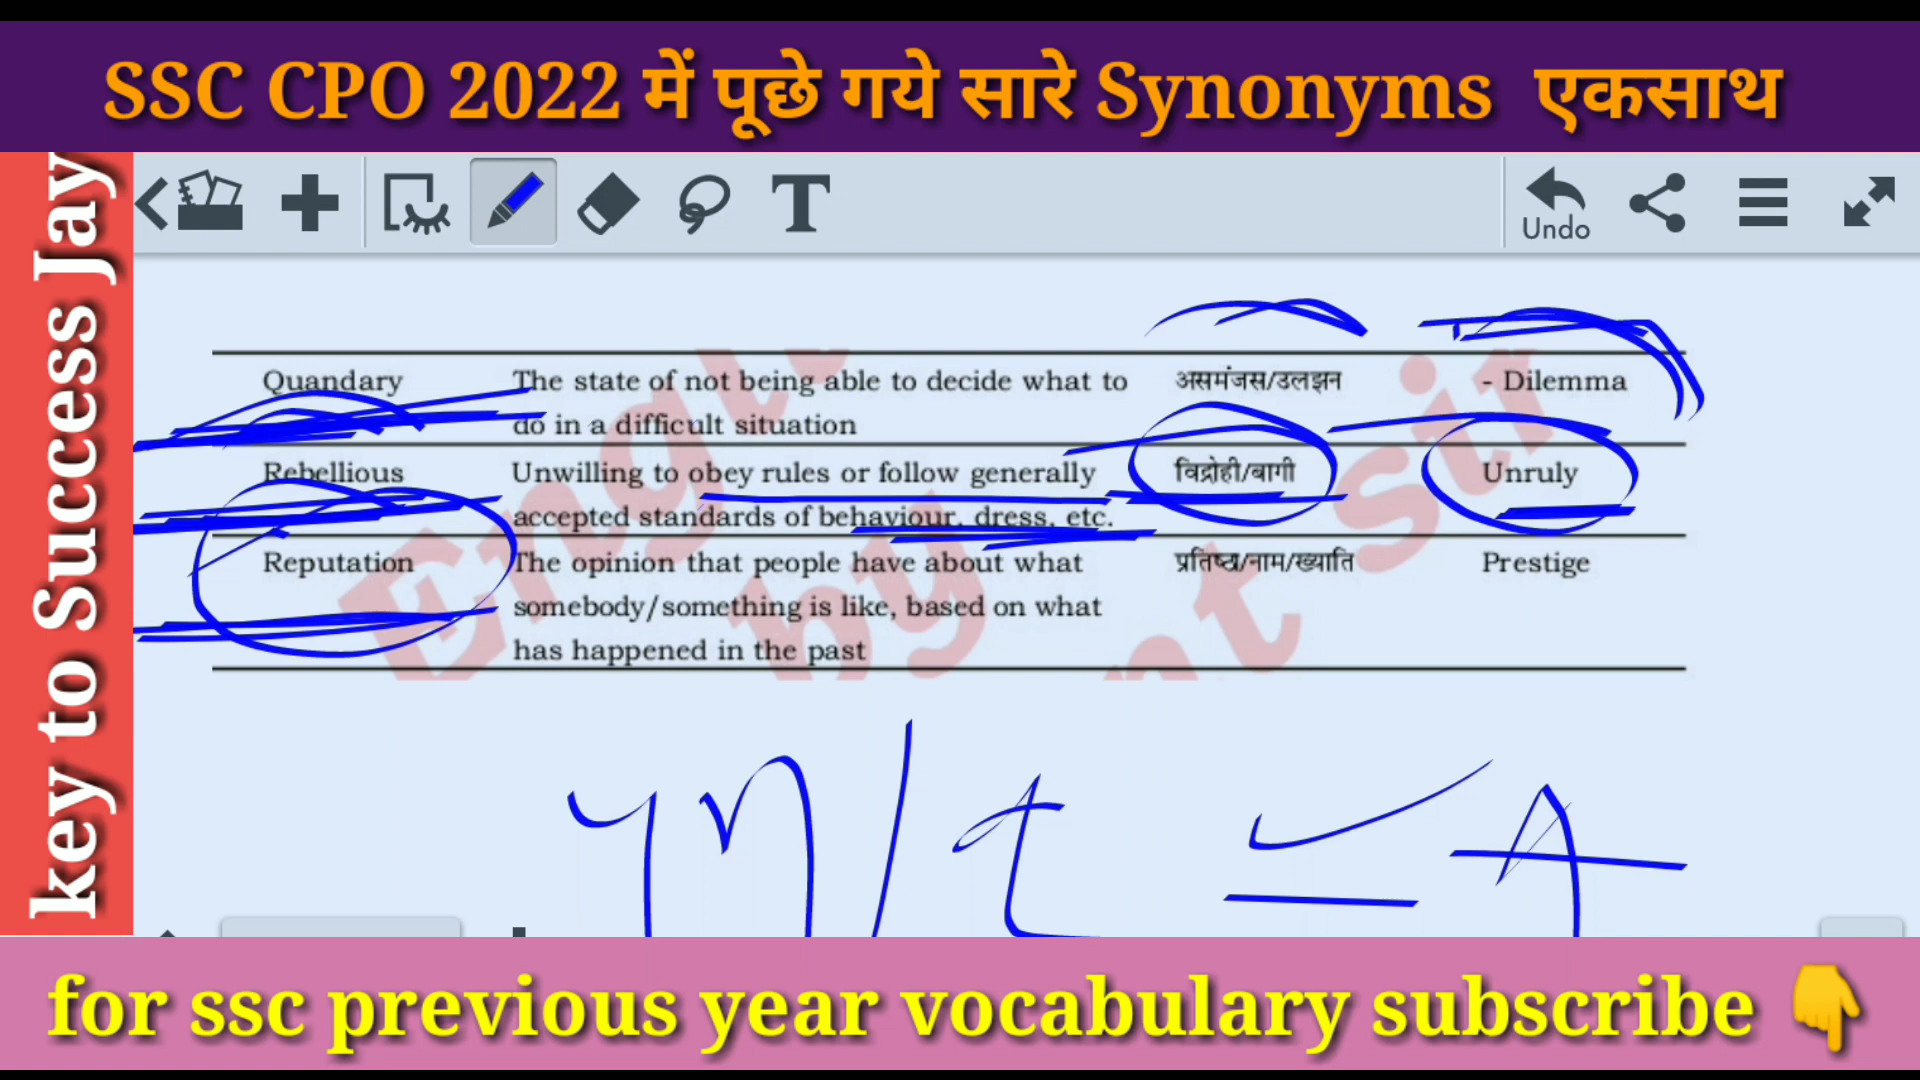 SSC CPO 2022 में पूछे गये सारे Synonyms एकसाथ
key to Success Jay
Undo
Quandary The state of not being able to decide what to असमंजस/उलझन - Dilemma
do in a difficult situation
Rebellious Unwilling to obey rules or follow generally विद्रोही/बागी Unruly
accepted standards of behaviour, dress, etc.
Reputation The opinion that people have about what प्रतिष्ठा/नाम/ख्याति Prestige
somebody/something is like, based on what
has happened in the past
for ssc previous year vocabulary subscribe 👇